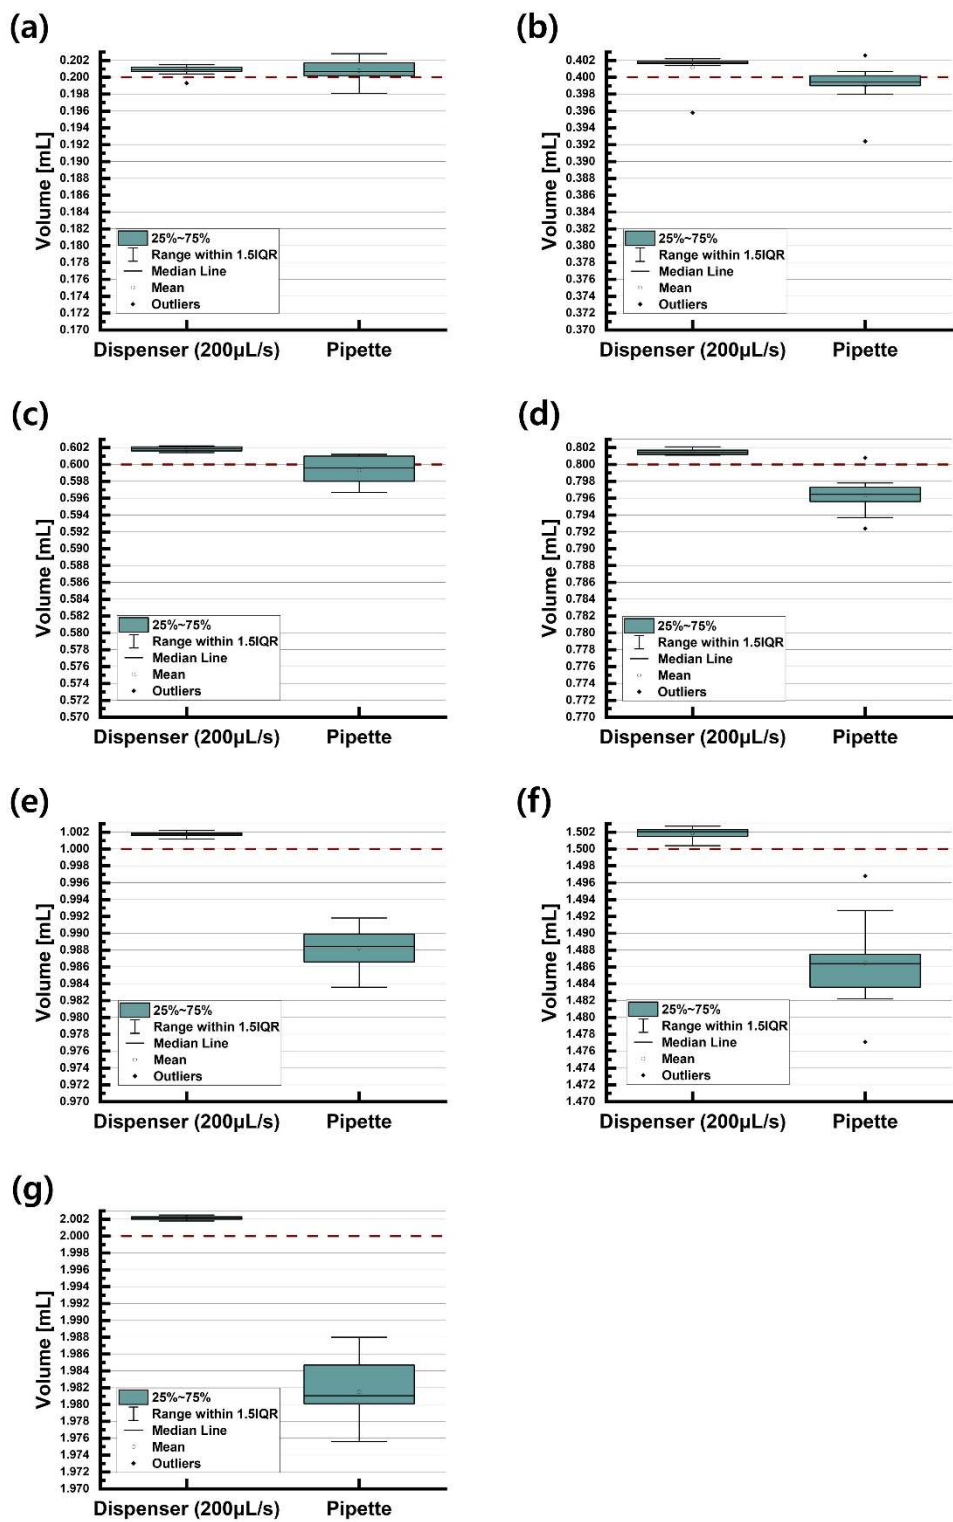 (a)
Volume [mL]
0.202
0.200
0.198
0.196
0.194
0.192
0.190
0.188
0.186
0.184
0.182
0.180
0.178
0.176
0.174
0.172
0.170
25%~75%
Range within 1.5IQR
Median Line
Mean
Outliers
Dispenser (200µL/s)
Pipette
(b)
Volume [mL]
0.402
0.400
0.398
0.396
0.394
0.392
0.390
0.388
0.386
0.384
0.382
0.380
0.378
0.376
0.374
0.372
0.370
25%~75%
Range within 1.5IQR
Median Line
Mean
Outliers
Dispenser (200µL/s)
Pipette
(c)
Volume [mL]
0.602
0.600
0.598
0.596
0.594
0.592
0.590
0.588
0.586
0.584
0.582
0.580
0.578
0.576
0.574
0.572
0.570
25%~75%
Range within 1.5IQR
Median Line
Mean
Outliers
Dispenser (200µL/s)
Pipette
(d)
Volume [mL]
0.802
0.800
0.798
0.796
0.794
0.792
0.790
0.788
0.786
0.784
0.782
0.780
0.778
0.776
0.774
0.772
0.770
25%~75%
Range within 1.5IQR
Median Line
Mean
Outliers
Dispenser (200µL/s)
Pipette
(e)
Volume [mL]
1.002
1.000
0.998
0.996
0.994
0.992
0.990
0.988
0.986
0.984
0.982
0.980
0.978
0.976
0.974
0.972
0.970
25%~75%
Range within 1.5IQR
Median Line
Mean
Outliers
Dispenser (200µL/s)
Pipette
(f)
Volume [mL]
1.502
1.500
1.498
1.496
1.494
1.492
1.490
1.488
1.486
1.484
1.482
1.480
1.478
1.476
1.474
1.472
1.470
25%~75%
Range within 1.5IQR
Median Line
Mean
Outliers
Dispenser (200µL/s)
Pipette
(g)
Volume [mL]
2.002
2.000
1.998
1.996
1.994
1.992
1.990
1.988
1.986
1.984
1.982
1.980
1.978
1.976
1.974
1.972
1.970
25%~75%
Range within 1.5IQR
Median Line
Mean
Outliers
Dispenser (200µL/s)
Pipette